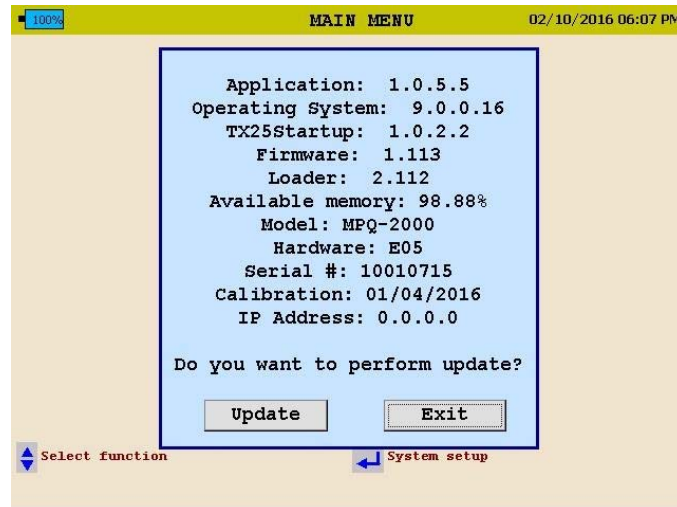 100%
MAIN MENU
02/10/2016 06:07 PM
Application: 1.0.5.5
Operating System: 9.0.0.16
TX25Startup: 1.0.2.2
Firmware: 1.113
Loader: 2.112
Available memory: 98.88%
Model: MPQ-2000
Hardware: E05
Serial #: 10010715
Calibration: 01/04/2016
IP Address: 0.0.0.0
Do you want to perform update?
Update
Exit
Select function
System setup